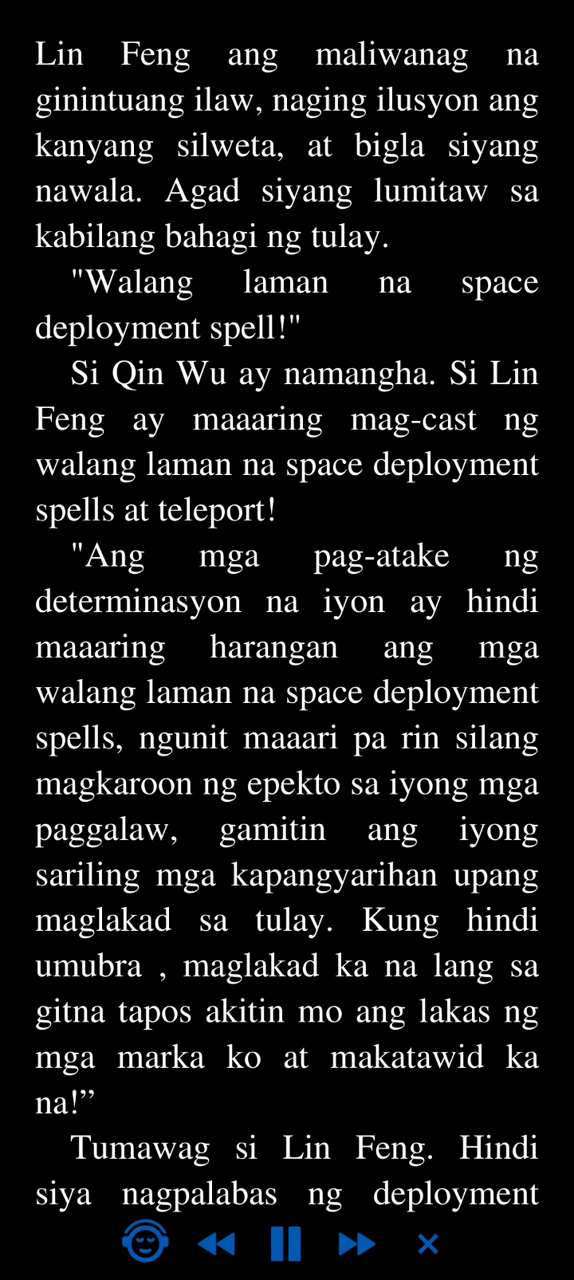 Lin Feng ang maliwanag na
ginintuang ilaw, naging ilusyon ang
kanyang silweta, at bigla siyang
nawala. Agad siyang lumitaw sa
kabilang bahagi ng tulay.
"Walang laman na space
deployment spell!"
Si Qin Wu ay namangha. Si Lin
Feng ay maaaring mag-cast ng
walang laman na space deployment
spells at teleport!
"Ang mga pag-atake ng
determinasyon na iyon ay hindi
maaaring harangan ang mga
walang laman na space deployment
spells, ngunit maaari pa rin silang
magkaroon ng epekto sa iyong mga
paggalaw, gamitin ang iyong
sariling mga kapangyarihan upang
maglakad sa tulay. Kung hindi
umubra , maglakad ka na lang sa
gitna tapos akitin mo ang lakas ng
mga marka ko at makatawid ka
na!”
Tumawag si Lin Feng. Hindi
siya nagpalabas ng deployment